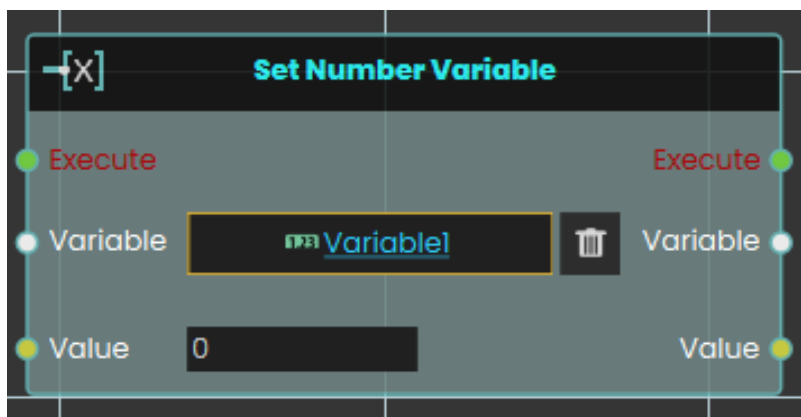 [X] Set Number Variable
Execute Execute
Variable 123 Variable1 Variable
Value 0 Value